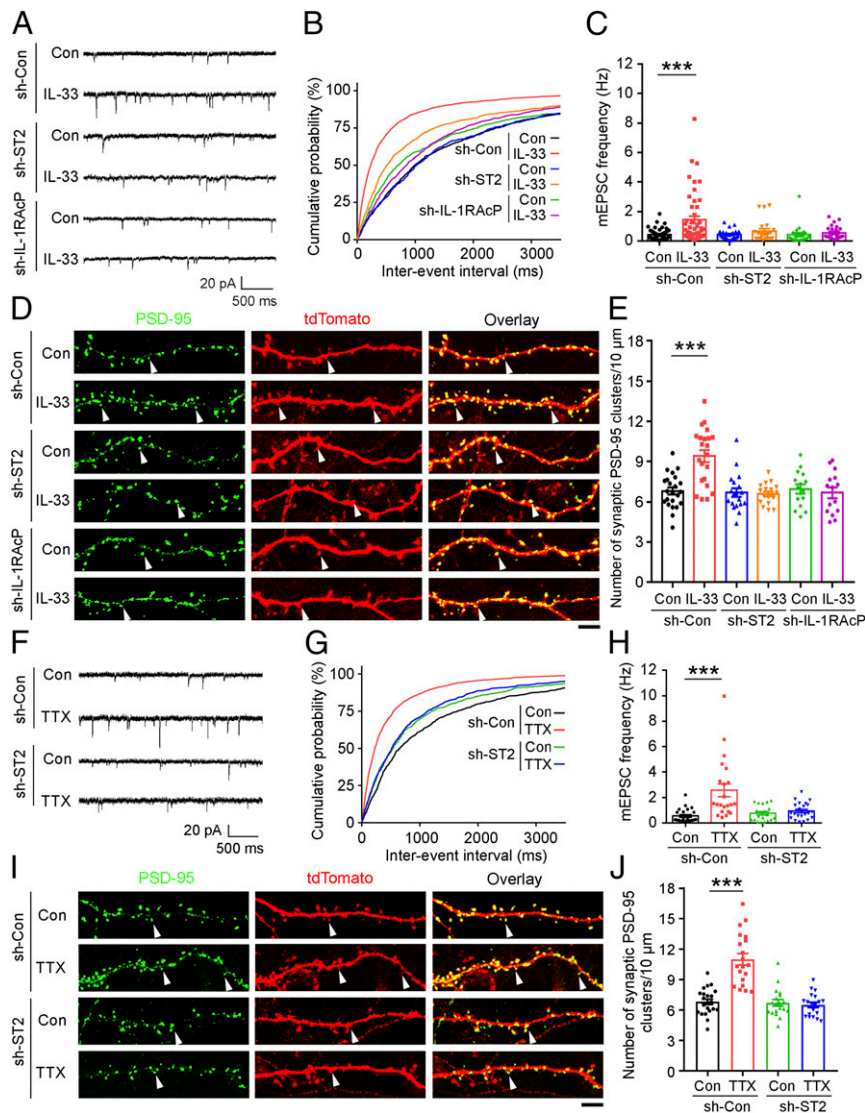 A
sh-Con
Con
IL-33
sh-ST2
Con
IL-33
sh-IL-1RAcP
Con
IL-33
20 pA
500 ms
B
Cumulative probability (%)
100
75
50
25
0
0 1000 2000 3000
Inter-event interval (ms)
sh-Con
Con
IL-33
sh-ST2
Con
IL-33
sh-IL-1RAcP
Con
IL-33
C
mEPSC frequency (Hz)
12
10
8
6
4
2
0
***
Con IL-33 Con IL-33 Con IL-33
sh-Con sh-ST2 sh-IL-1RAcP
D
PSD-95 tdTomato Overlay
sh-Con
Con
IL-33
sh-ST2
Con
IL-33
sh-IL-1RAcP
Con
IL-33
E
Number of synaptic PSD-95 clusters/10 μm
18
15
12
9
6
3
0
***
Con IL-33 Con IL-33 Con IL-33
sh-Con sh-ST2 sh-IL-1RAcP
F
sh-Con
Con
TTX
sh-ST2
Con
TTX
20 pA
500 ms
G
Cumulative probability (%)
100
75
50
25
0
0 1000 2000 3000
Inter-event interval (ms)
sh-Con
Con
TTX
sh-ST2
Con
TTX
H
mEPSC frequency (Hz)
12
10
8
6
4
2
0
***
Con TTX Con TTX
sh-Con sh-ST2
I
PSD-95 tdTomato Overlay
sh-Con
Con
TTX
sh-ST2
Con
TTX
J
Number of synaptic PSD-95
clusters/10 μm
18
15
12
9
6
3
0
***
Con TTX Con TTX
sh-Con sh-ST2